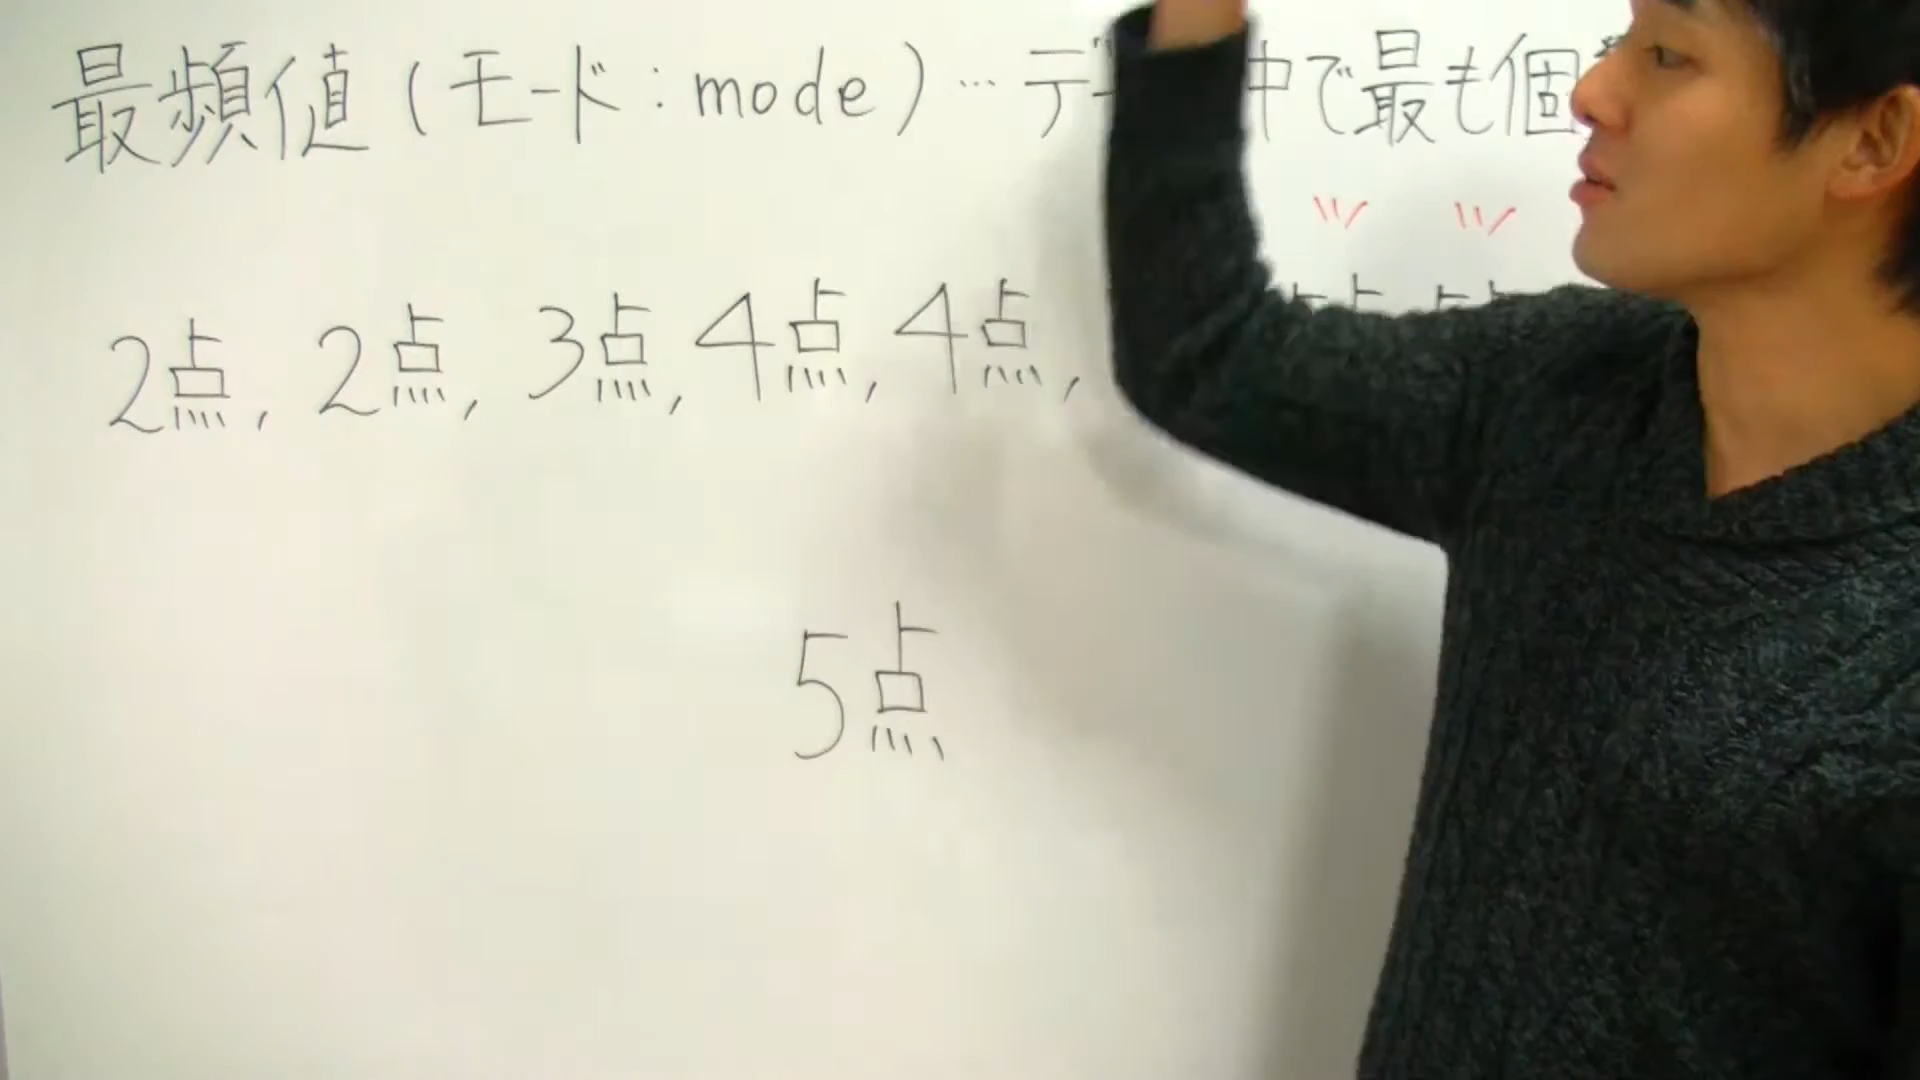 最頻値(モード:mode)…デ 中で最も個
2点, 2点, 3点, 4点, 4点,
5点